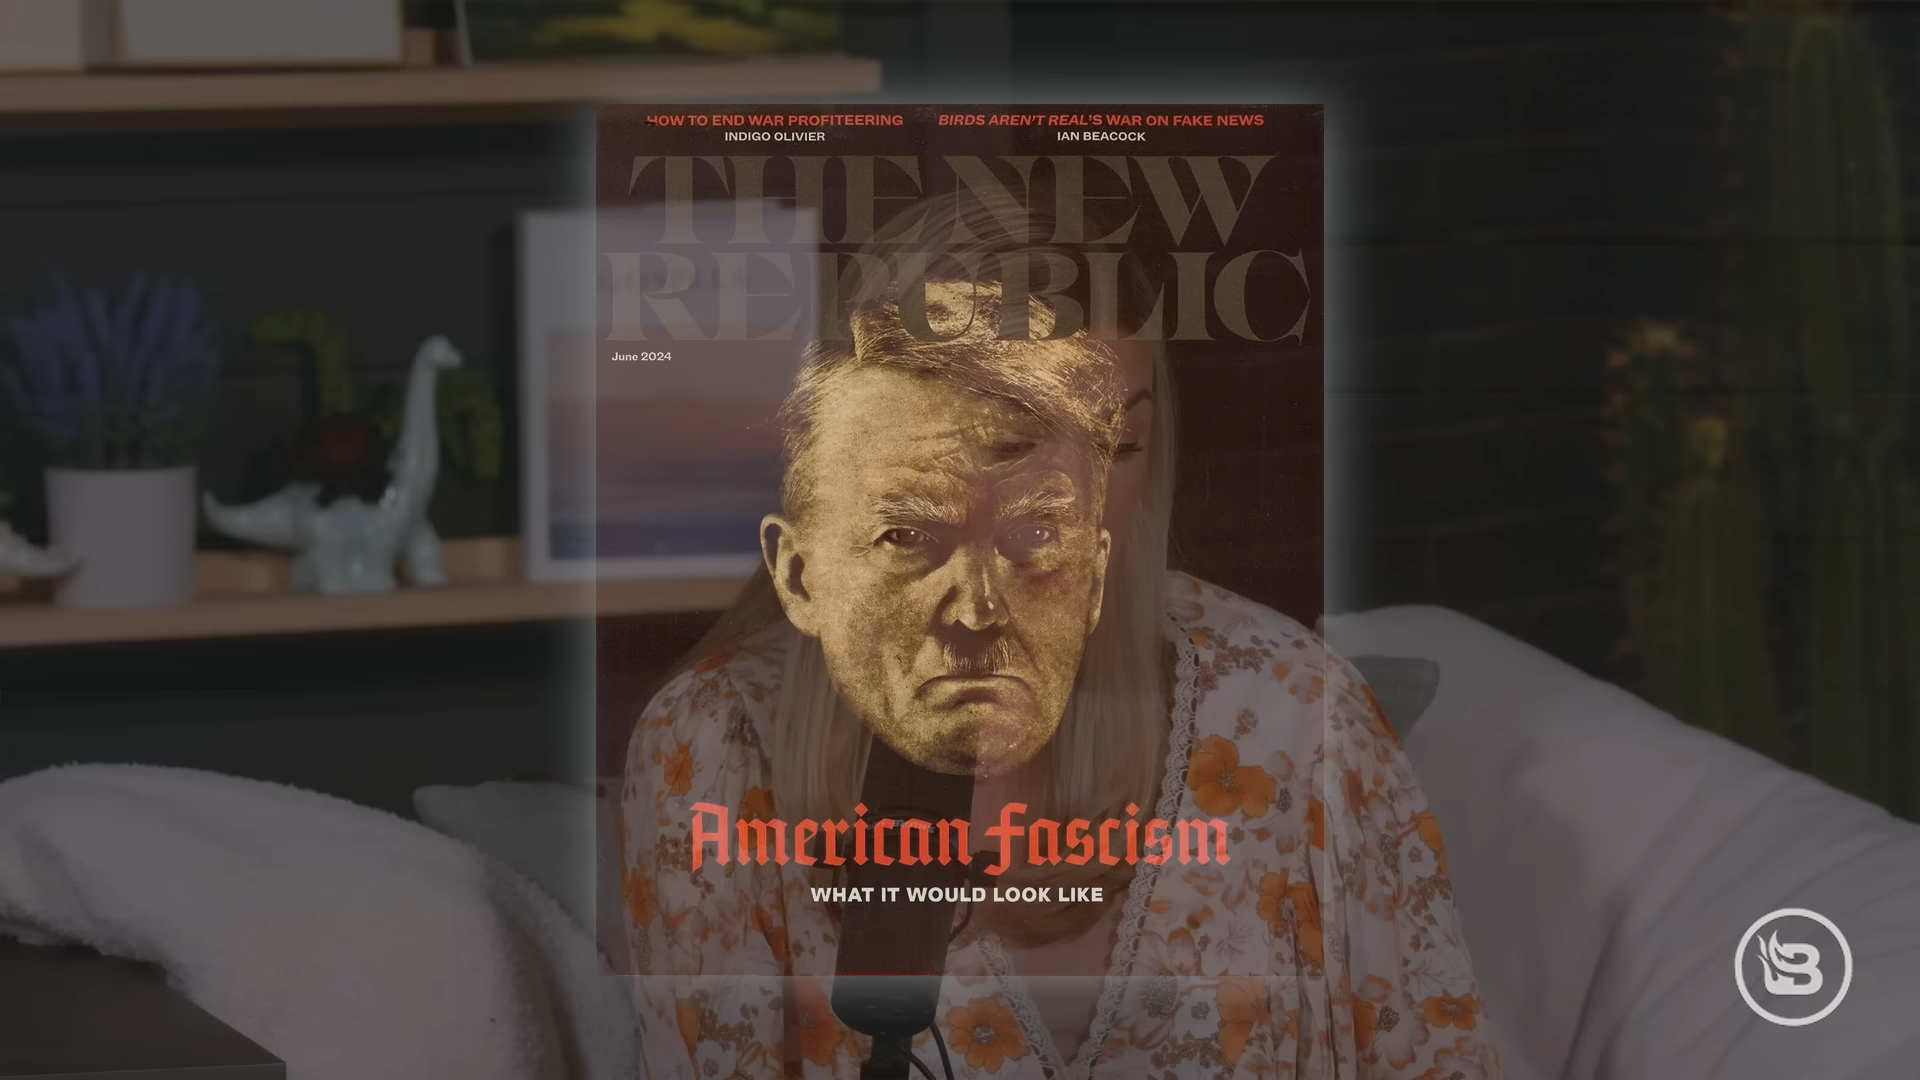 HOW TO END WAR PROFITEERING
INDIGO OLIVIER
BIRDS AREN'T REAL'S WAR ON FAKE NEWS
IAN BEACOCK
THE NEW
REPUBLIC
June 2024
American Fascism
WHAT IT WOULD LOOK LIKE
B